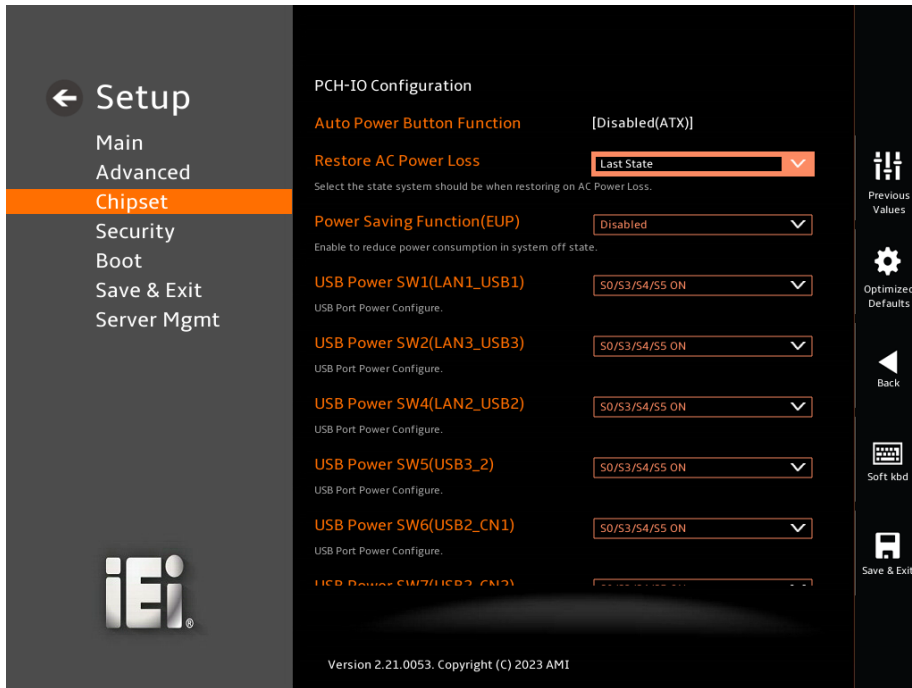 Setup
Main
Advanced
Chipset
Security
Boot
Save & Exit
Server Mgmt
iEi®
PCH-IO Configuration
Auto Power Button Function [Disabled(ATX)]
Restore AC Power Loss Last State
Select the state system should be when restoring on AC Power Loss.
Power Saving Function(EUP) Disabled
Enable to reduce power consumption in system off state.
USB Power SW1(LAN1_USB1) S0/S3/S4/S5 ON
USB Port Power Configure.
USB Power SW2(LAN3_USB3) S0/S3/S4/S5 ON
USB Port Power Configure.
USB Power SW4(LAN2_USB2) S0/S3/S4/S5 ON
USB Port Power Configure.
USB Power SW5(USB3_2) S0/S3/S4/S5 ON
USB Port Power Configure.
USB Power SW6(USB2_CN1) S0/S3/S4/S5 ON
USB Port Power Configure.
USB Power SW7(USB2_CN2)
Version 2.21.0053. Copyright (C) 2023 AMI
Previous
Values
Optimized
Defaults
Back
Soft kbd
Save & Exit